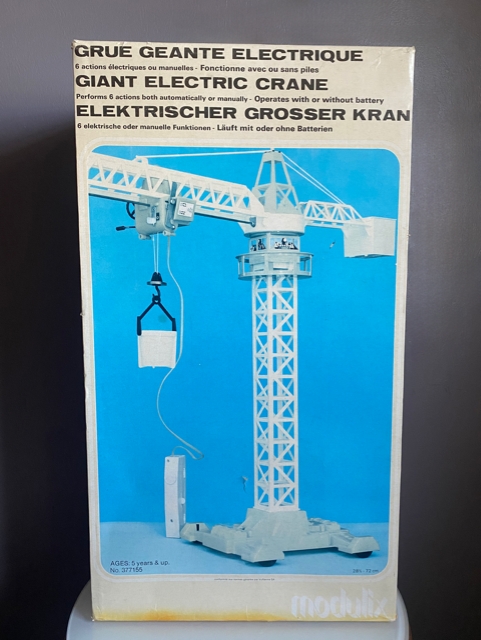 GRUE GEANTE ELECTRIQUE
6 actions électriques ou manuelles - Fonctionne avec ou sans piles
GIANT ELECTRIC CRANE
Performs 6 actions both automatically or manually - Operates with or without battery
ELEKTRISCHER GROSSER KRAN
6 elektrische oder manuelle Funktionen - Läuft mit oder ohne Batterien
AGES: 5 years & up.
No. 377155